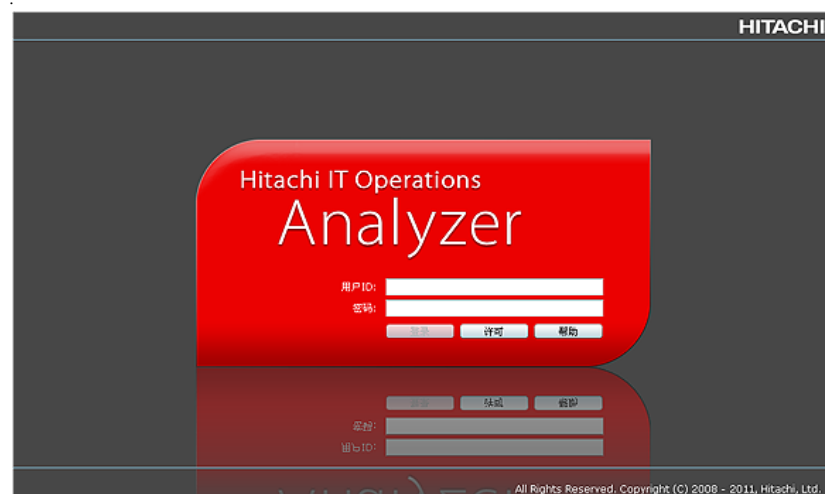 HITACHI
Hitachi IT Operations
Analyzer
用户ID:
密码:
登录 许可 帮助
All Rights Reserved. Copyright (C) 2008 - 2011, Hitachi, Ltd.